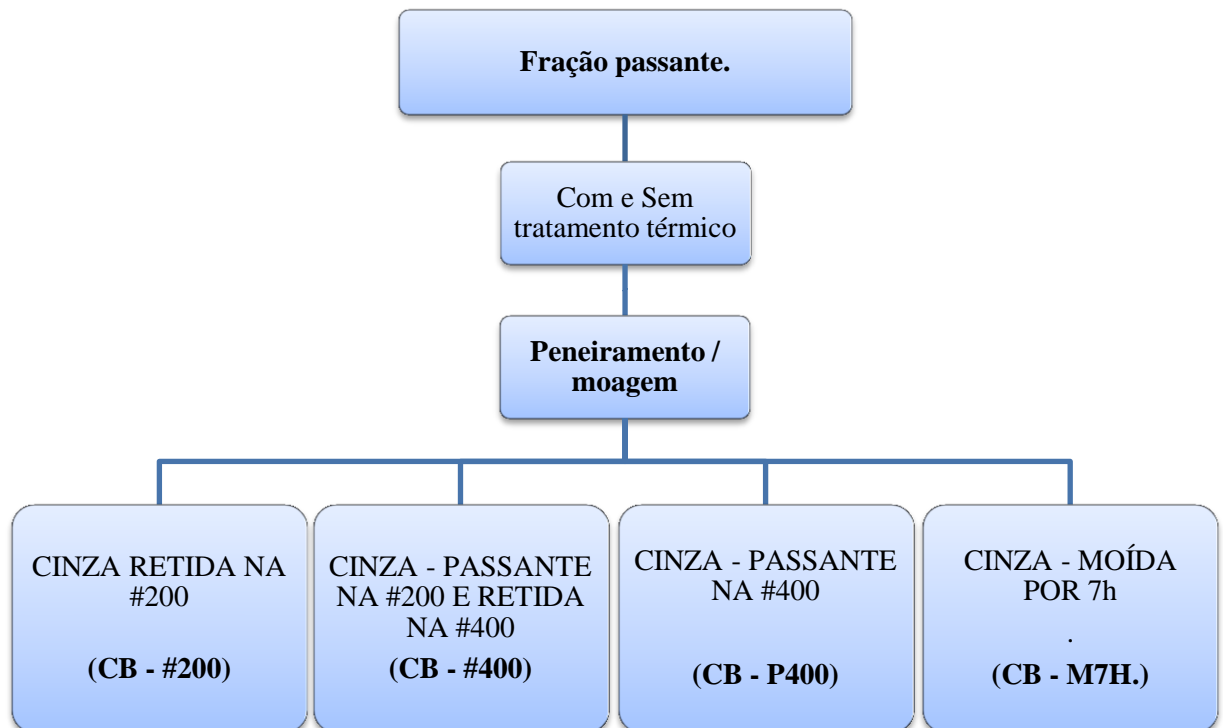 Fração passante.
Com e Sem
tratamento térmico
Peneiramento /
moagem
CINZA RETIDA NA
#200
(CB - #200)
CINZA - PASSANTE
NA #200 E RETIDA
NA #400
(CB - #400)
CINZA - PASSANTE
NA #400
(CB - P400)
CINZA - MOÍDA
POR 7h
.
(CB - M7H.)